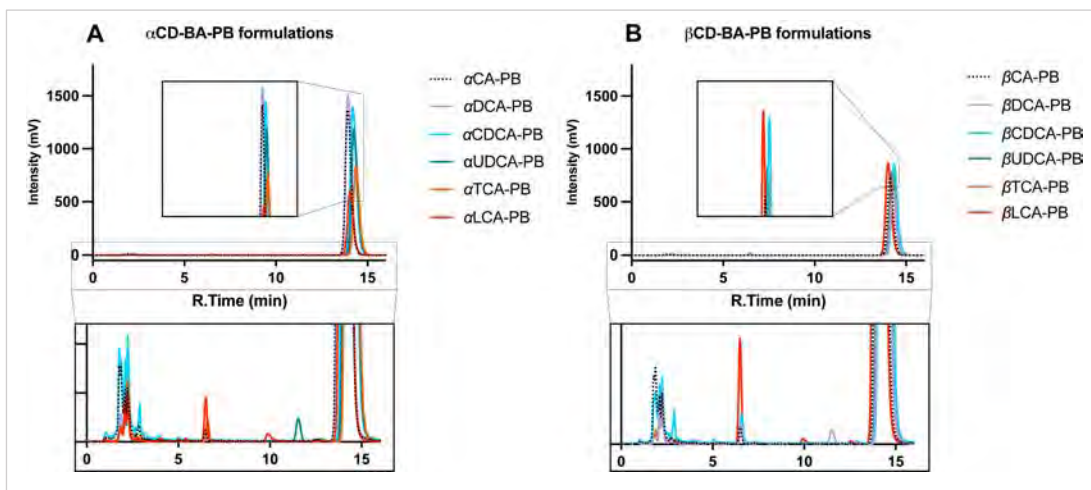 A αCD-BA-PB formulations
1500
1000
500
0
Intensity (mV)
0 5 10 15
R.Time (min)
αCA-PB
αDCA-PB
αCDCA-PB
αUDCA-PB
αTCA-PB
αLCA-PB
0 5 10 15
B βCD-BA-PB formulations
1500
1000
500
0
Intensity (mV)
0 5 10 15
R.Time (min)
βCA-PB
βDCA-PB
βCDCA-PB
βUDCA-PB
βTCA-PB
βLCA-PB
0 5 10 15